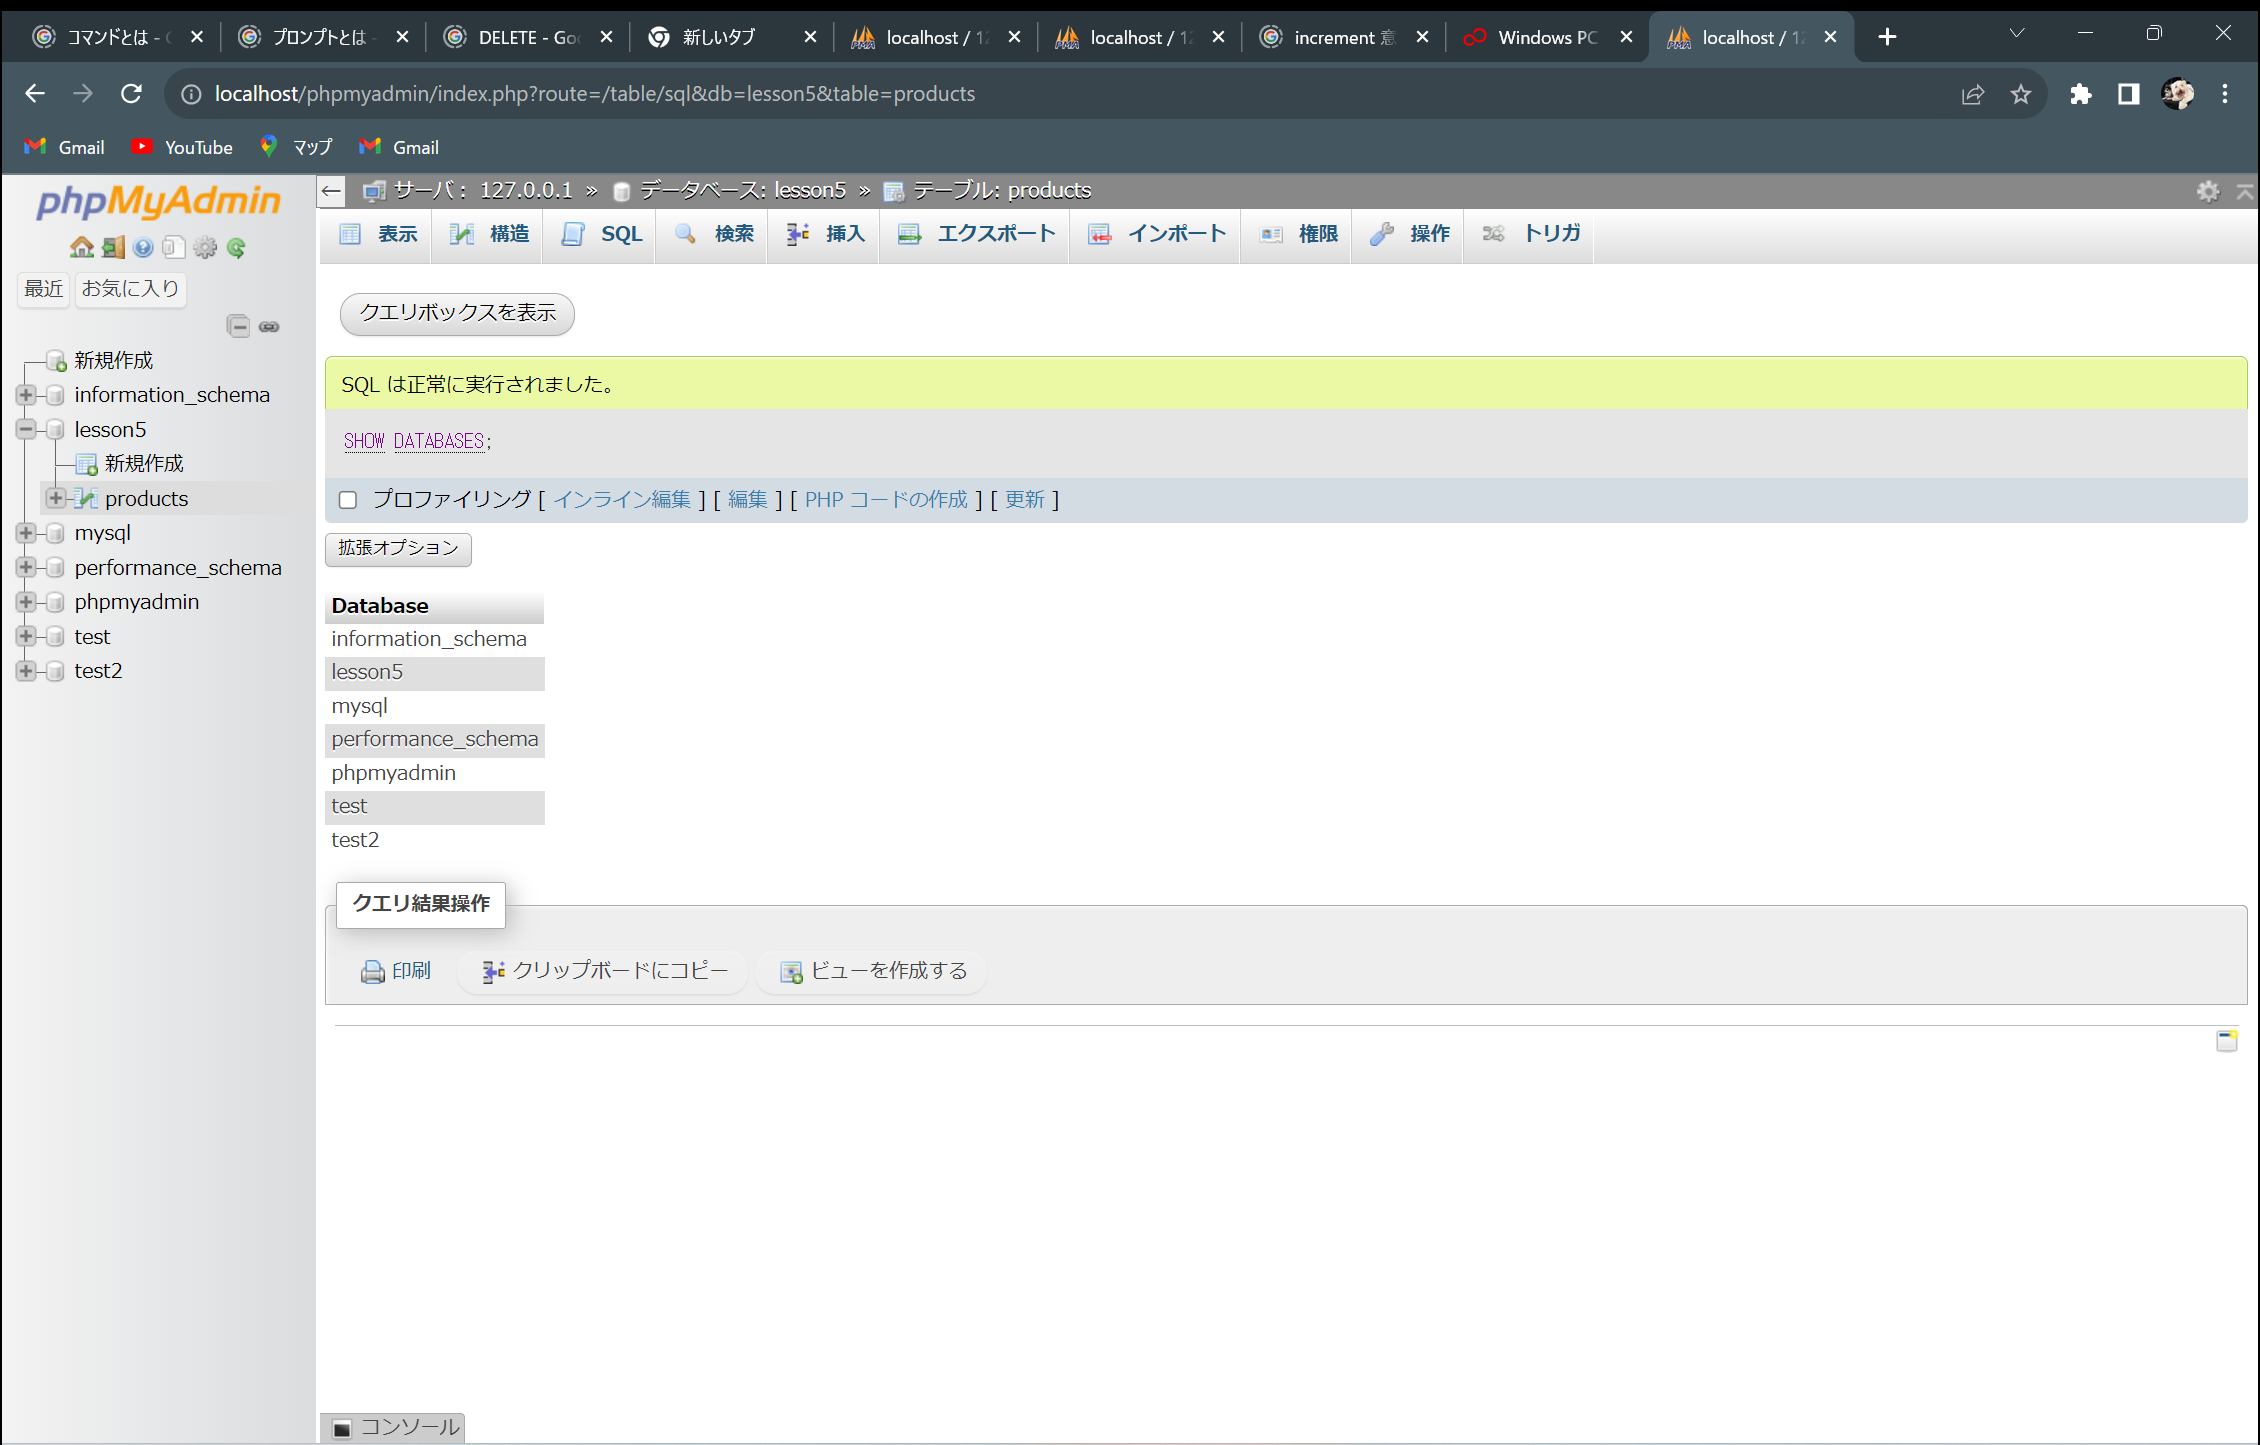 コマンドとは - G
プロンプトとは -
DELETE - Goo
新しいタブ
localhost / 12
localhost / 12
increment 意
Windows PC
localhost / 12
localhost/phpmyadmin/index.php?route=/table/sql&db=lesson5&table=products
Gmail
YouTube
マップ
Gmail
phpMyAdmin
最近 お気に入り
新規作成
information_schema
lesson5
新規作成
products
mysql
performance_schema
phpmyadmin
test
test2
サーバ: 127.0.0.1 » データベース: lesson5 » テーブル: products
表示 構造 SQL 検索 挿入 エクスポート インポート 権限 操作 トリガ
クエリボックスを表示
SQL は正常に実行されました。
SHOW DATABASES;
プロファイリング [ インライン編集 ] [ 編集 ] [ PHP コードの作成 ] [ 更新 ]
拡張オプション
Database
information_schema
lesson5
mysql
performance_schema
phpmyadmin
test
test2
クエリ結果操作
印刷 クリップボードにコピー ビューを作成する
コンソール